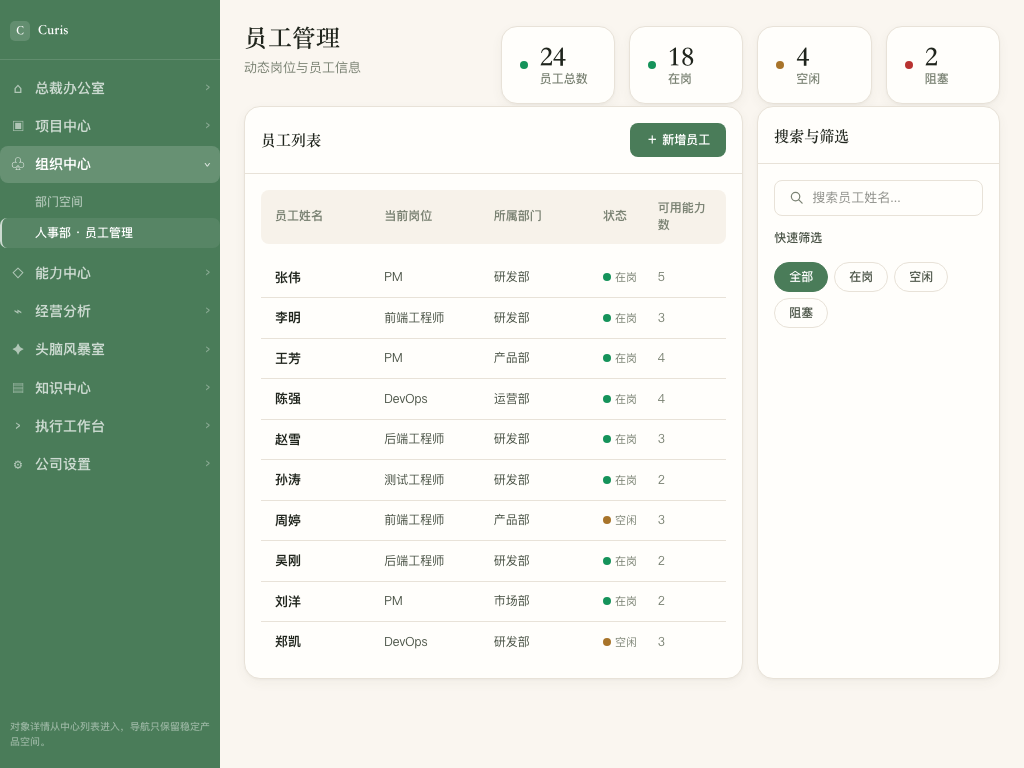 C Curis
总裁办公室
项目中心
组织中心
部门空间
人事部 · 员工管理
能力中心
经营分析
头脑风暴室
知识中心
执行工作台
公司设置
对象详情从中心列表进入，导航只保留稳定产
品空间。
员工管理
动态岗位与员工信息
24
员工总数
18
在岗
4
空闲
2
阻塞
员工列表
+ 新增员工
员工姓名 当前岗位 所属部门 状态 可用能力
数
张伟 PM 研发部 在岗 5
李明 前端工程师 研发部 在岗 3
王芳 PM 产品部 在岗 4
陈强 DevOps 运营部 在岗 4
赵雪 后端工程师 研发部 在岗 3
孙涛 测试工程师 研发部 在岗 2
周婷 前端工程师 产品部 空闲 3
吴刚 后端工程师 研发部 在岗 2
刘洋 PM 市场部 在岗 2
郑凯 DevOps 研发部 空闲 3
搜索与筛选
搜索员工姓名...
快速筛选
全部 在岗 空闲
阻塞